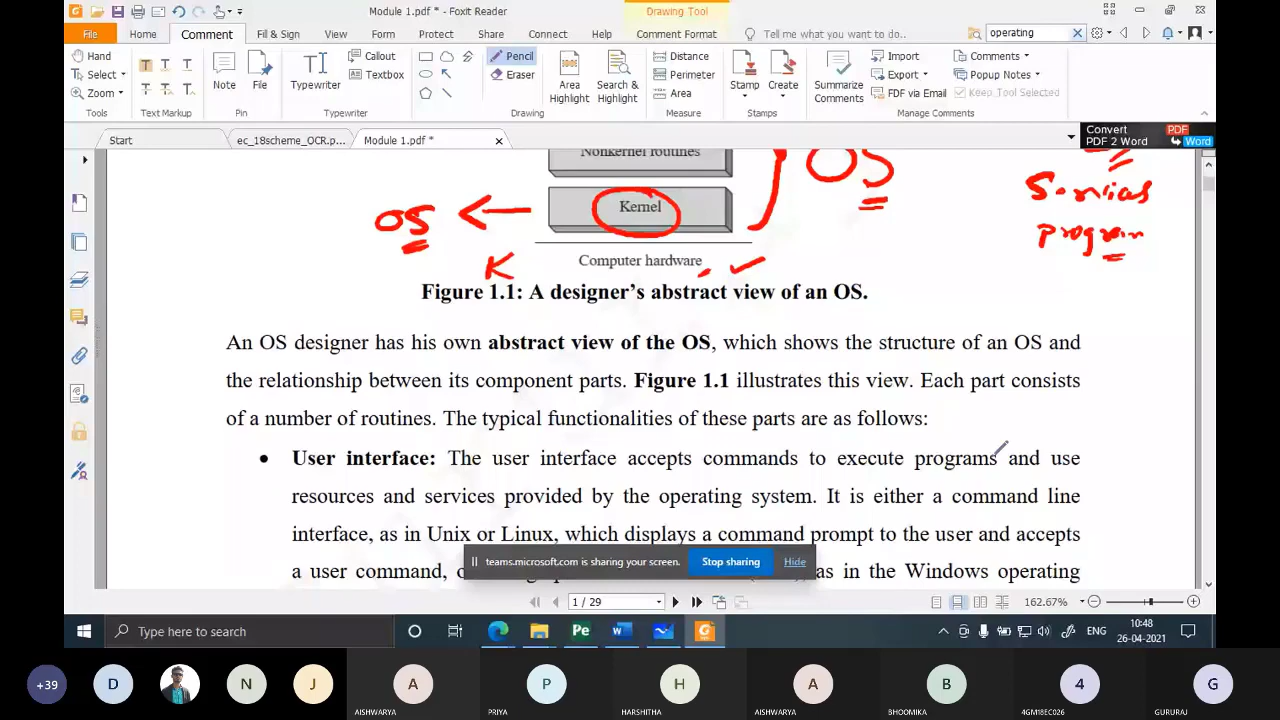 Module 1.pdf * - Foxit Reader
Drawing Tool
File Home Comment Fill & Sign View Form Protect Share Connect Help Comment Format Tell me what you want to do... operating
Hand
Select
Zoom
Tools
T T T
T T T
Text Markup
Note File
Typewriter
Callout
Textbox
Typewriter
Pencil
Eraser
Area Highlight
Search & Highlight
Drawing
Distance
Perimeter
Area
Measure
Stamp Create
Stamps
Summarize Comments
Import
Export
FDF via Email
Comments
Popup Notes
Keep Tool Selected
Manage Comments
Start ec_18scheme_OCR.p... Module 1.pdf *
Convert PDF
PDF 2 Word Word
Nonkernel routines
OS
program
Kernel
OS
K
Computer hardware
Figure 1.1: A designer's abstract view of an OS.
An OS designer has his own abstract view of the OS, which shows the structure of an OS and
the relationship between its component parts. Figure 1.1 illustrates this view. Each part consists
of a number of routines. The typical functionalities of these parts are as follows:
• User interface: The user interface accepts commands to execute programs and use
resources and services provided by the operating system. It is either a command line
interface, as in Unix or Linux, which displays a command prompt to the user and accepts
a user command, as in the Windows operating
teams.microsoft.com is sharing your screen. Stop sharing Hide
1 / 29
162.67%
Type here to search
Pe
ENG
10:48
26-04-2021
+39 D N J A P H A B 4 G
AISHWARYA PRIYA HARSHITHA AISHWARYA BHOOMIKA 4GM18EC026 GURURAJ